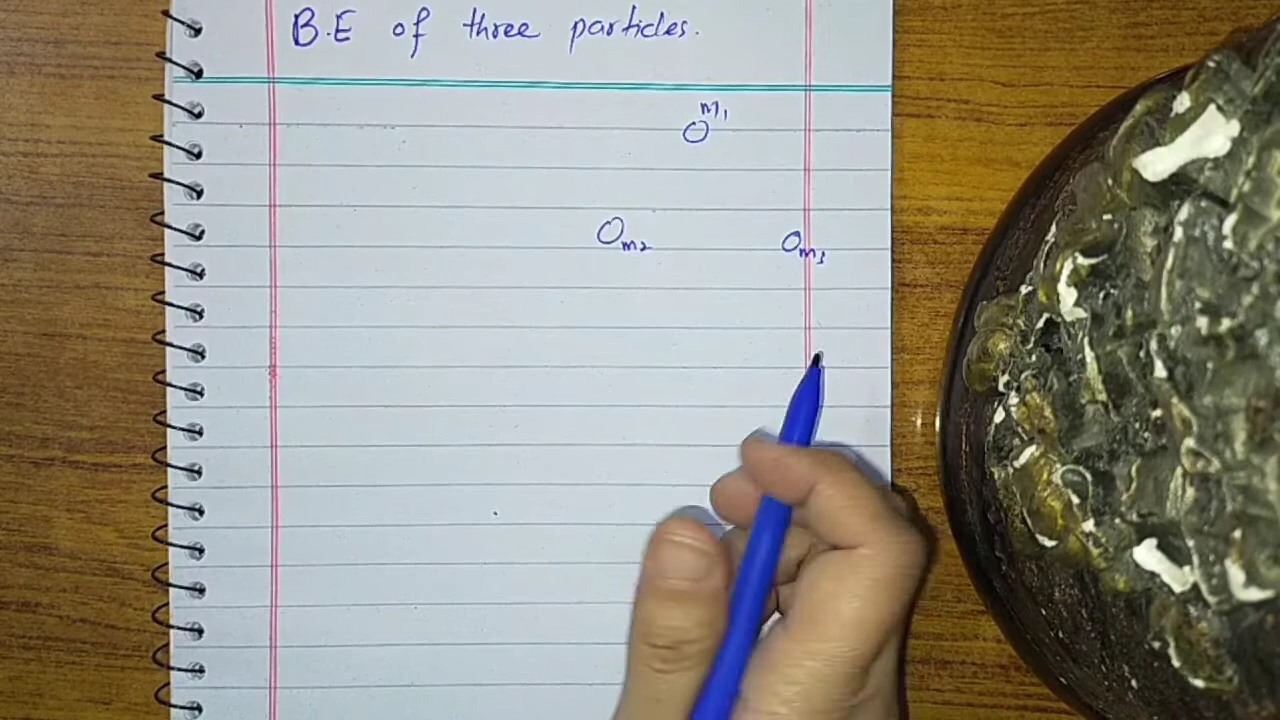 B.E of three particles.
m₁
m₂
m₃